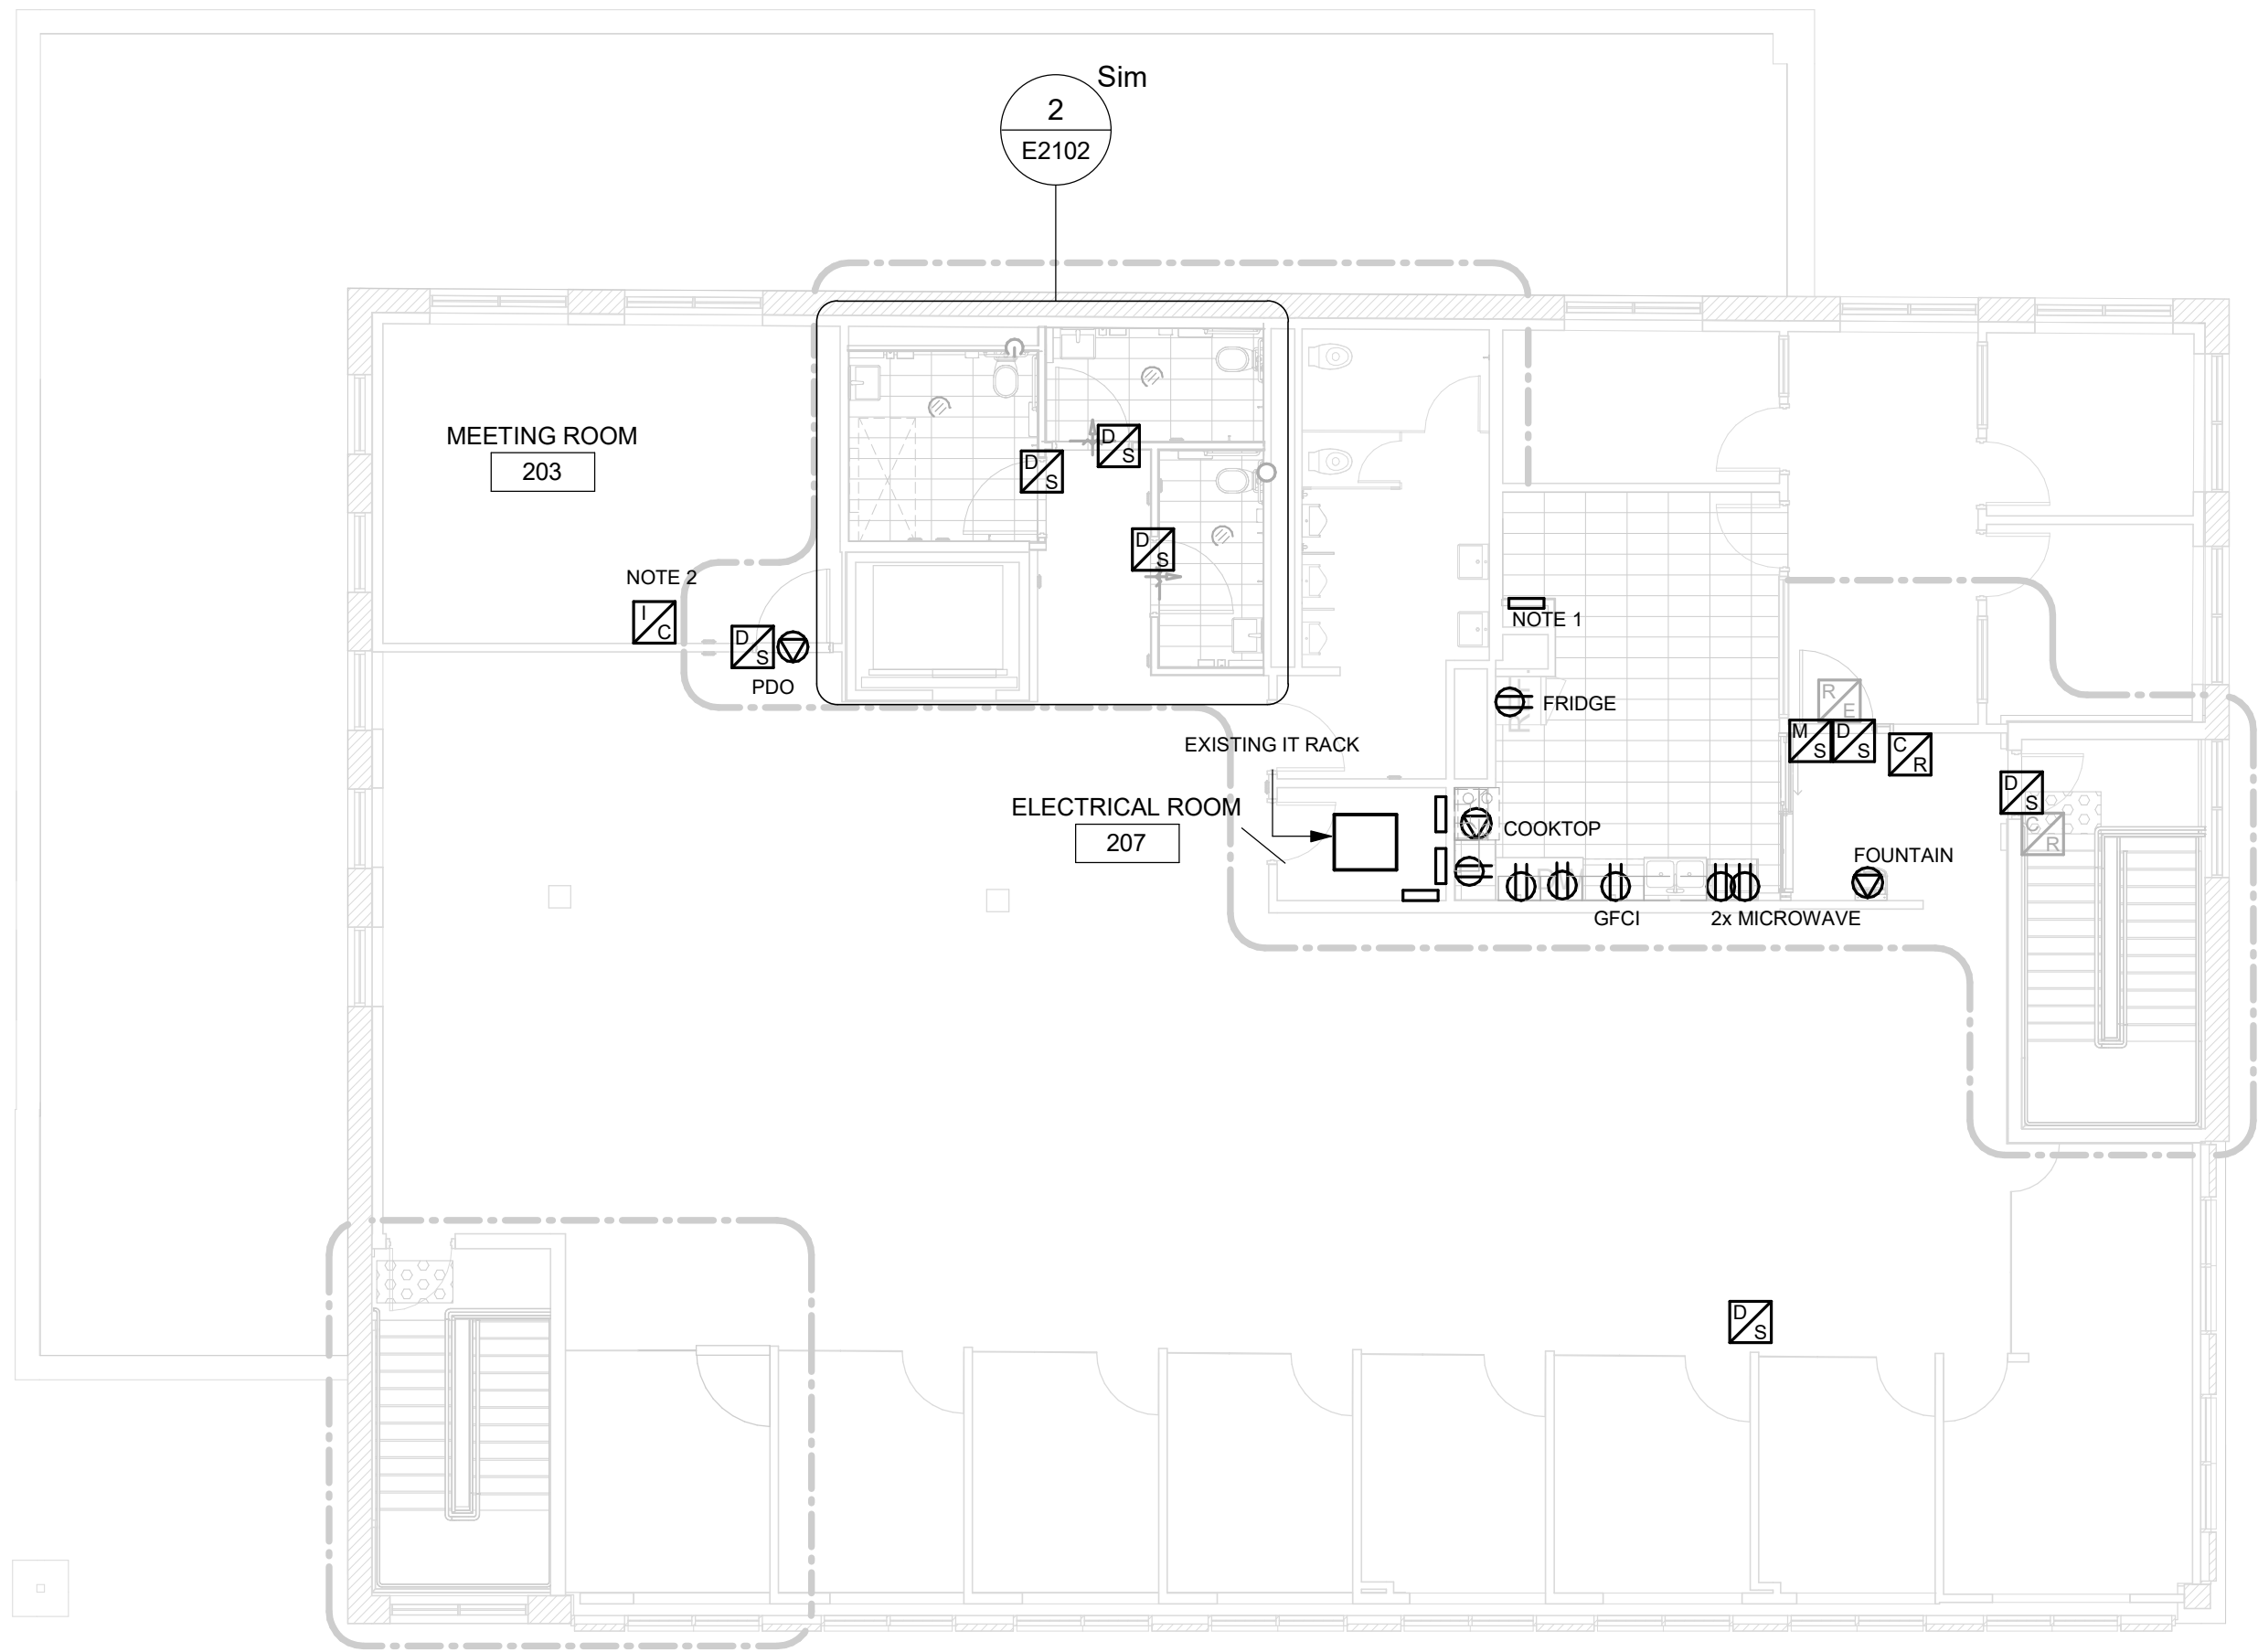 Sim
2
E2102
MEETING ROOM
203
D
S
D
S
D
S
NOTE 2
I
C
D
S
PDO
NOTE 1
FRIDGE
R
E
M
S
D
S
C
R
EXISTING IT RACK
ELECTRICAL ROOM
207
COOKTOP
D
S
C
R
FOUNTAIN
GFCI
2x MICROWAVE
D
S